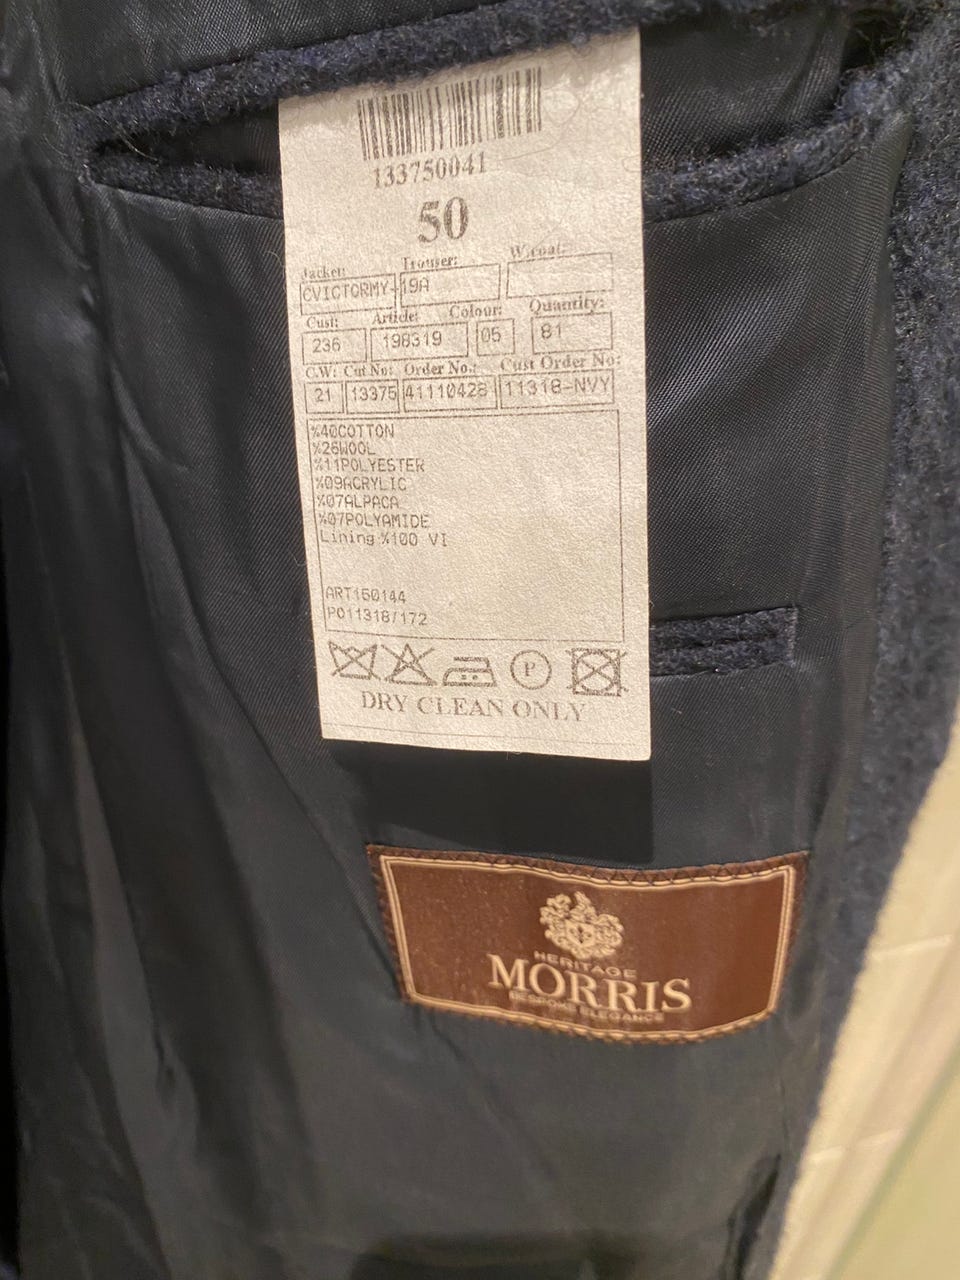 133750041
50
Jacket: Trouser: W.coat:
CVICTORMY-19A
Cust: Article: Colour: Quantity:
236 198319 05 81
C.W: Cut No: Order No.: Cust Order No:
21 13375 41110428 11318-NVY
%40COTTON
%26WOOL
%11POLYESTER
%09ACRYLIC
%07ALPACA
%07POLYAMIDE
Lining %100 VI
ART150144
PO11318/172
P
DRY CLEAN ONLY
HERITAGE
MORRIS
BESPOKE ELEGANCE